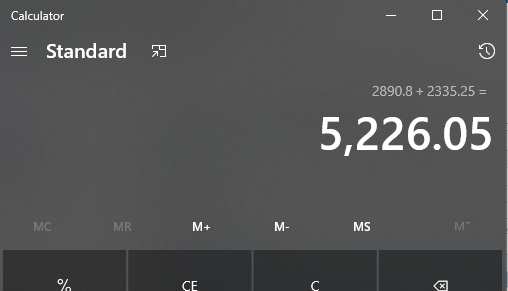 Calculator
Standard
2890.8 + 2335.25 =
5,226.05
MC MR M+ M- MS M˅
% CE C